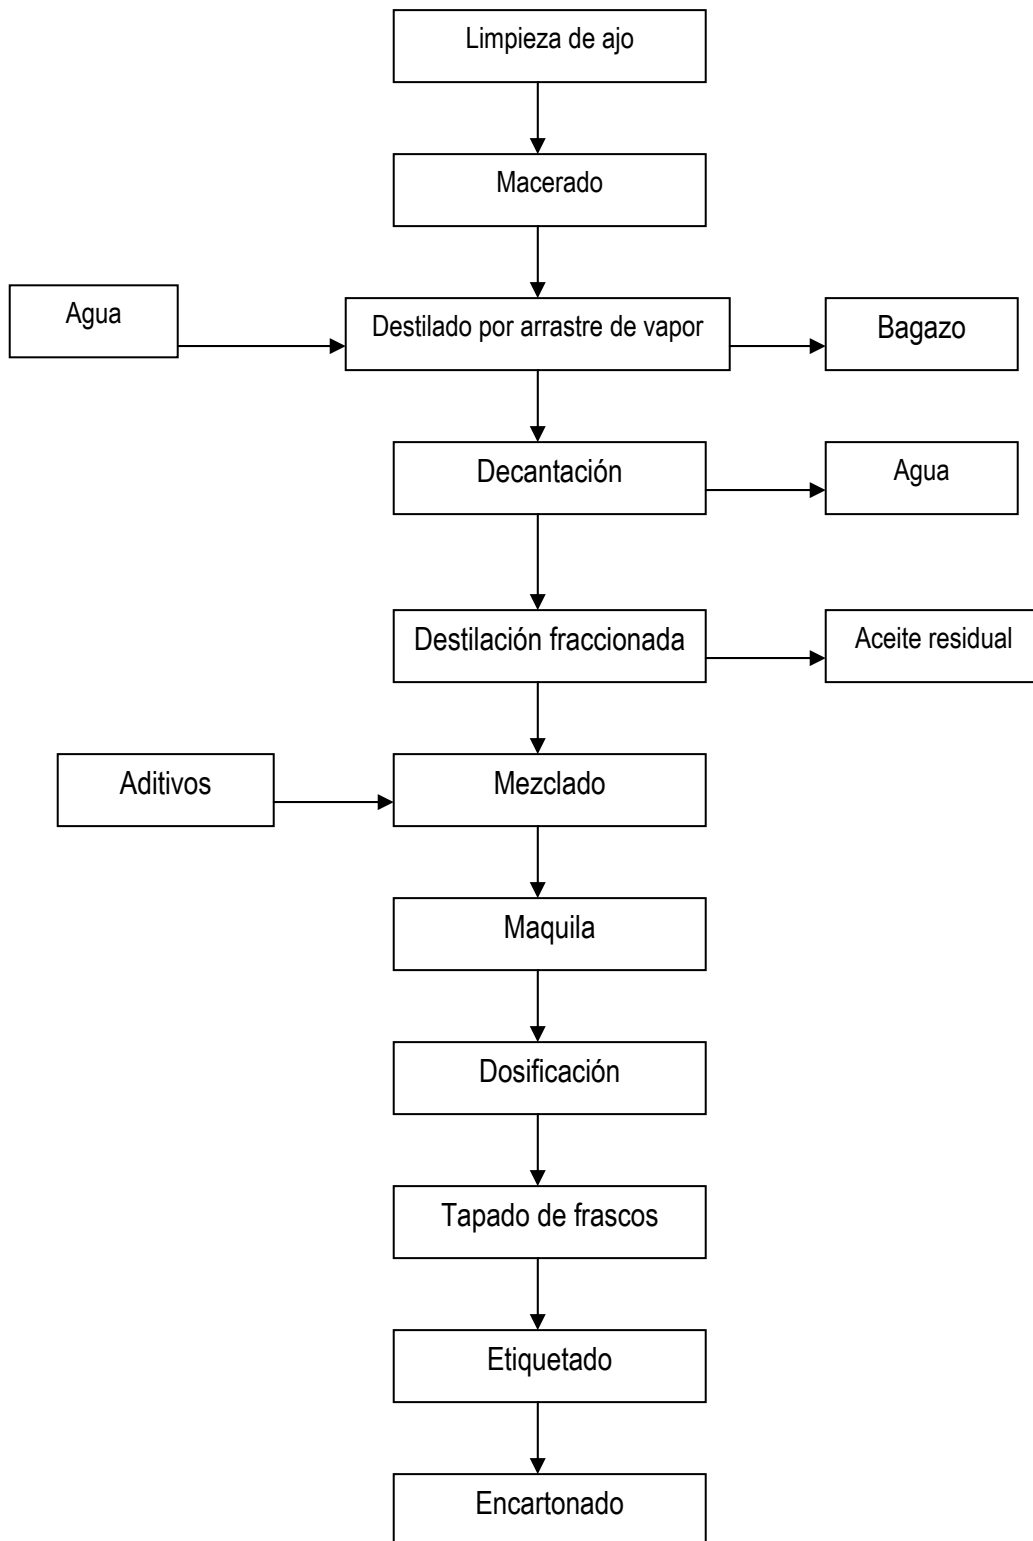 Limpieza de ajo
Macerado
Agua
Destilado por arrastre de vapor
Bagazo
Decantación
Agua
Destilación fraccionada
Aceite residual
Aditivos
Mezclado
Maquila
Dosificación
Tapado de frascos
Etiquetado
Encartonado